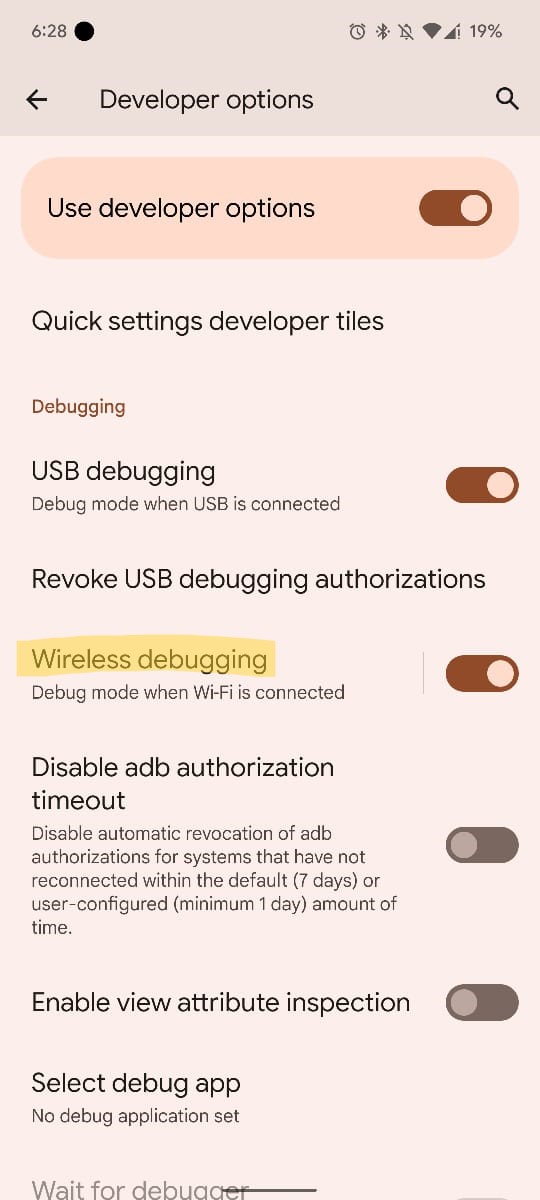 6:28 19%
Developer options
Use developer options
Quick settings developer tiles
Debugging
USB debugging
Debug mode when USB is connected
Revoke USB debugging authorizations
Wireless debugging
Debug mode when Wi-Fi is connected
Disable adb authorization
timeout
Disable automatic revocation of adb
authorizations for systems that have not
reconnected within the default (7 days) or
user-configured (minimum 1 day) amount of
time.
Enable view attribute inspection
Select debug app
No debug application set
Wait for debugger